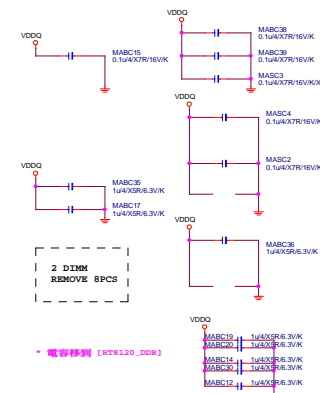 VDDQ
MABC15
0.1u/4/X7R/16V/K
VDDQ
MABC38
0.1u/4/X7R/16V/K
MABC39
0.1u/4/X7R/16V/K
MASC3
0.1u/4/X7R/16V/K/X
VDDQ
MASC4
0.1u/4/X7R/16V/K
MASC2
0.1u/4/X7R/16V/K
VDDQ
MABC35
1u/4/X5R/6.3V/K
MABC17
1u/4/X5R/6.3V/K
VDDQ
MABC36
1u/4/X5R/6.3V/K
2 DIMM
REMOVE 8PCS
* 電容移到 [RT8120_DDR]
VDDQ
MABC19 1u/4/X5R/6.3V/K
MABC20 1u/4/X5R/6.3V/K
MABC14 1u/4/X5R/6.3V/K
MABC30 1u/4/X5R/6.3V/K
MABC12 1u/4/X5R/6.3V/K